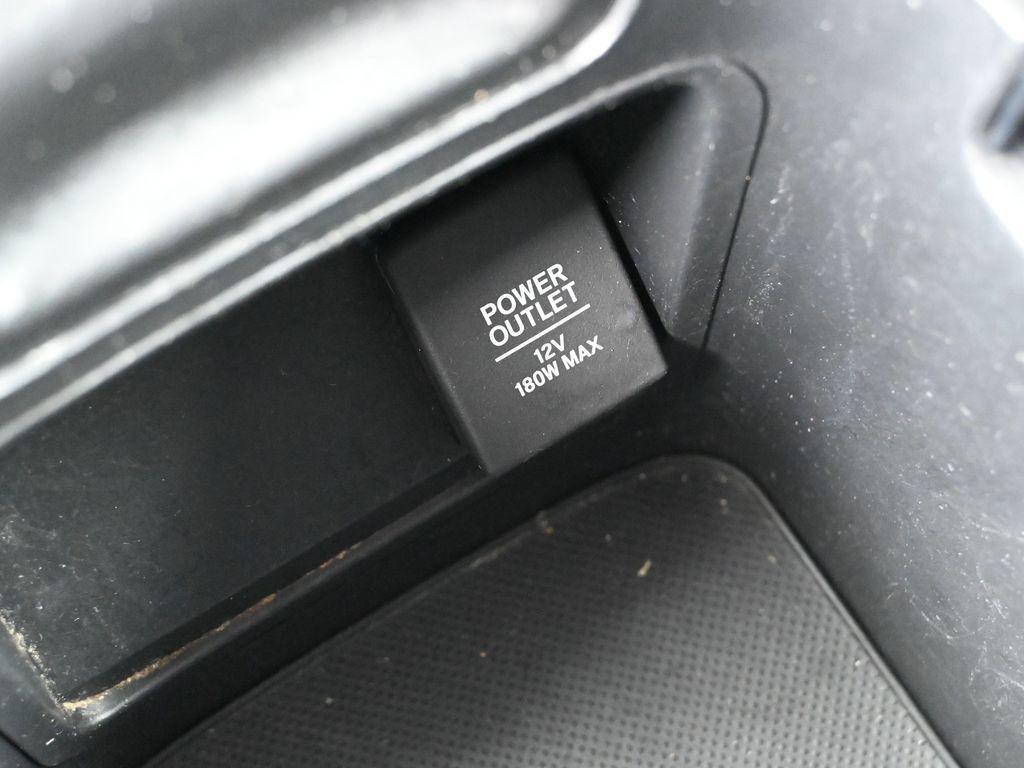 POWER
OUTLET
12V
180W MAX